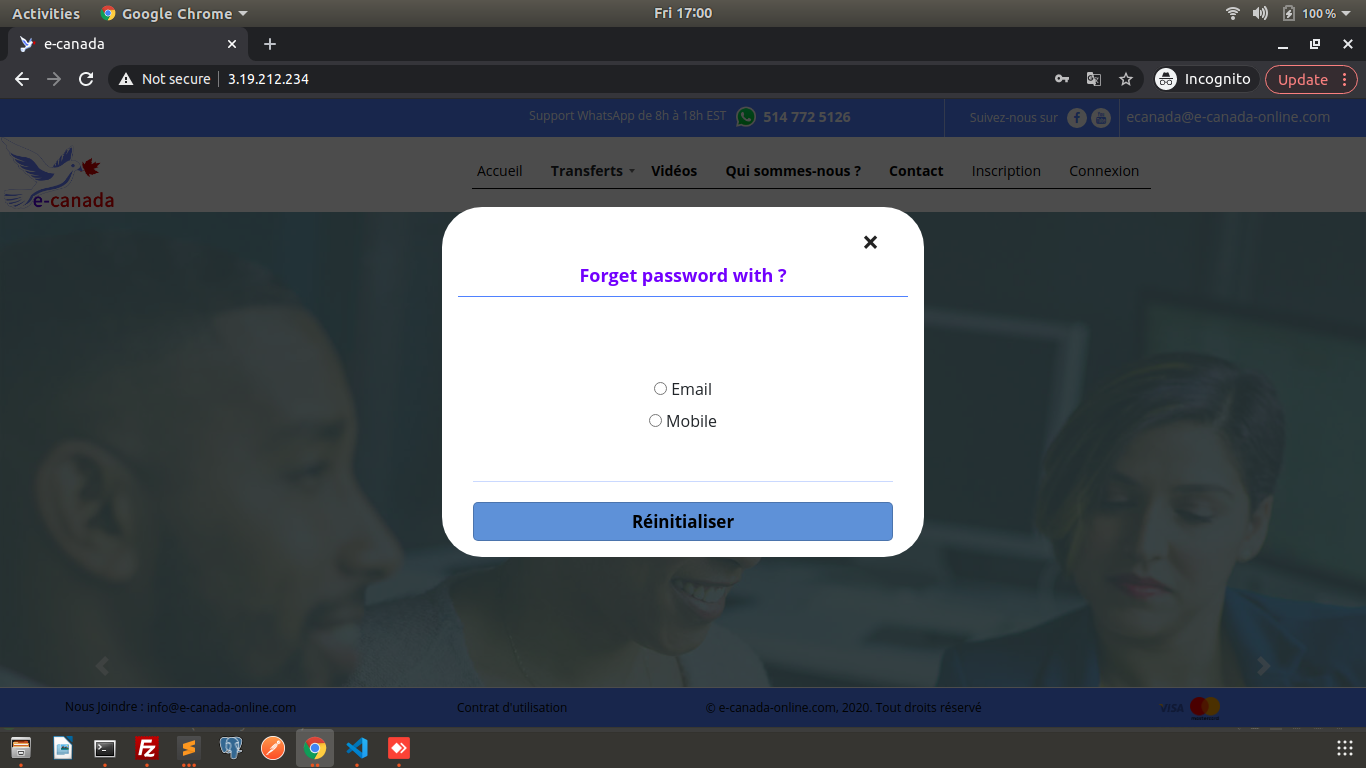 Activities
Google Chrome
Fri 17:00
100 %
e-canada
Not secure
3.19.212.234
Incognito
Update
Support WhatsApp de 8h à 18h EST
514 772 5126
Suivez-nous sur
ecanada@e-canada-online.com
e-canada
Accueil
Transferts
Vidéos
Qui sommes-nous ?
Contact
Inscription
Connexion
Forget password with ?
Email
Mobile
Réinitialiser
Nous Joindre : info@e-canada-online.com
Contrat d'utilisation
© e-canada-online.com, 2020. Tout droits réservé
VISA